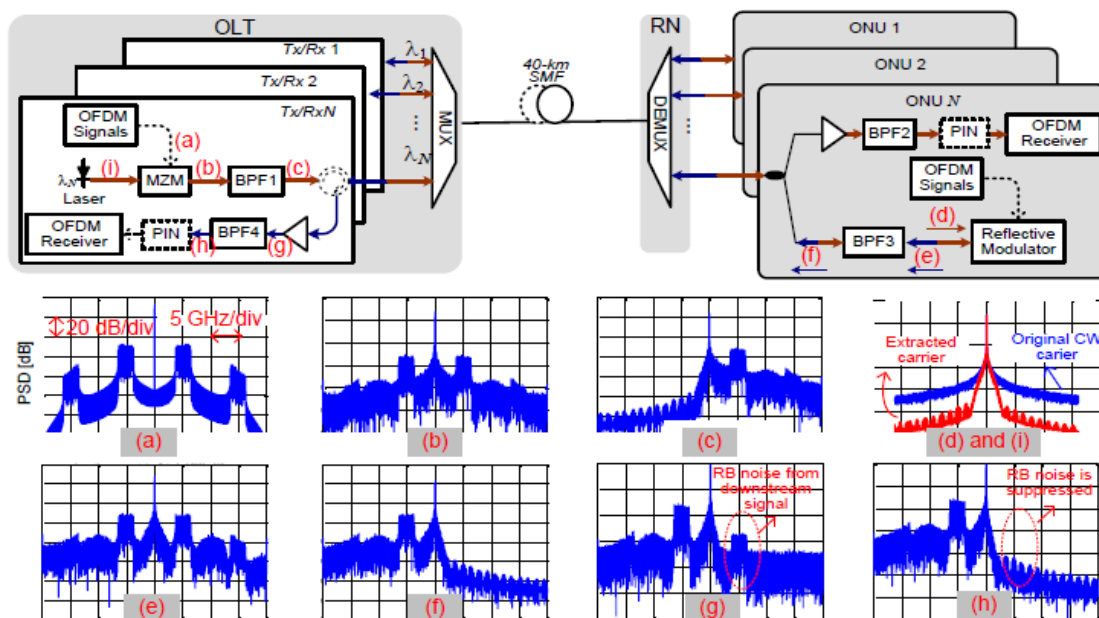 OLT
Tx/Rx 1
Tx/Rx 2
Tx/RxN
OFDM
Signals
(a)
(i)
(b)
(c)
λN
Laser
MZM
BPF1
OFDM
Receiver
PIN
(h)
BPF4
(g)
λ1
λ2
...
λN
MUX
40-km
SMF
RN
DEMUX
...
ONU 1
ONU 2
ONU N
BPF2
PIN
OFDM
Receiver
OFDM
Signals
(d)
BPF3
Reflective
Modulator
(f)
(e)
PSD [dB]
20 dB/div
5 GHz/div
(a)
(b)
(c)
Extracted
carrier
Original CW
carier
(d) and (i)
(e)
(f)
RB noise from
downstream
signal
(g)
RB noise is
suppressed
(h)